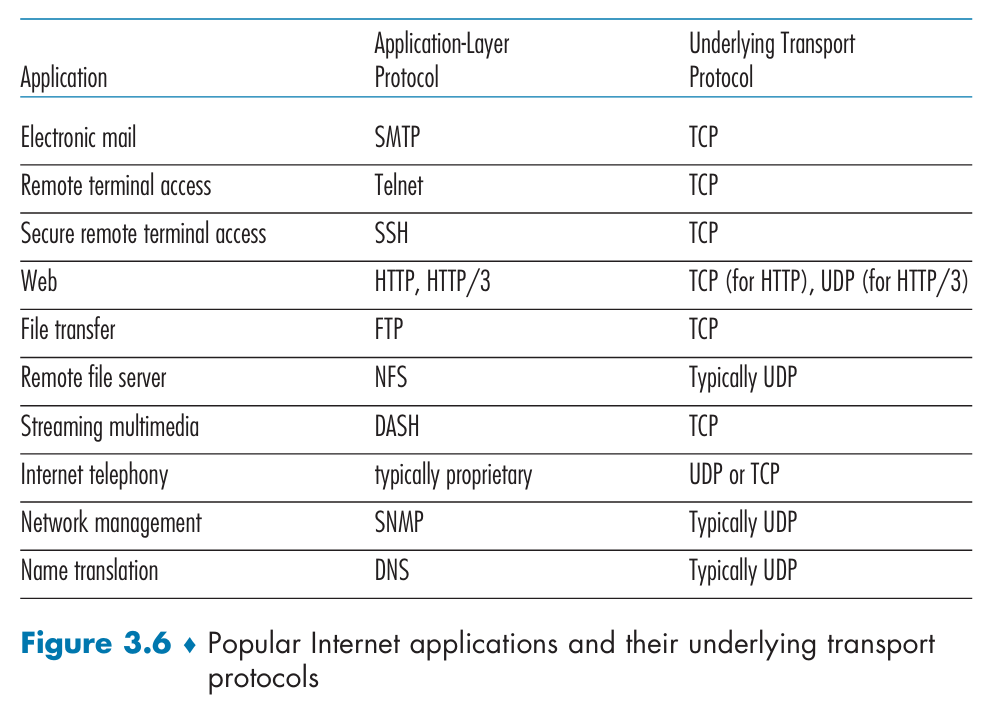 Application Application-Layer Protocol Underlying Transport Protocol
Electronic mail SMTP TCP
Remote terminal access Telnet TCP
Secure remote terminal access SSH TCP
Web HTTP, HTTP/3 TCP (for HTTP), UDP (for HTTP/3)
File transfer FTP TCP
Remote file server NFS Typically UDP
Streaming multimedia DASH TCP
Internet telephony typically proprietary UDP or TCP
Network management SNMP Typically UDP
Name translation DNS Typically UDP
Figure 3.6 ♦ Popular Internet applications and their underlying transport
protocols